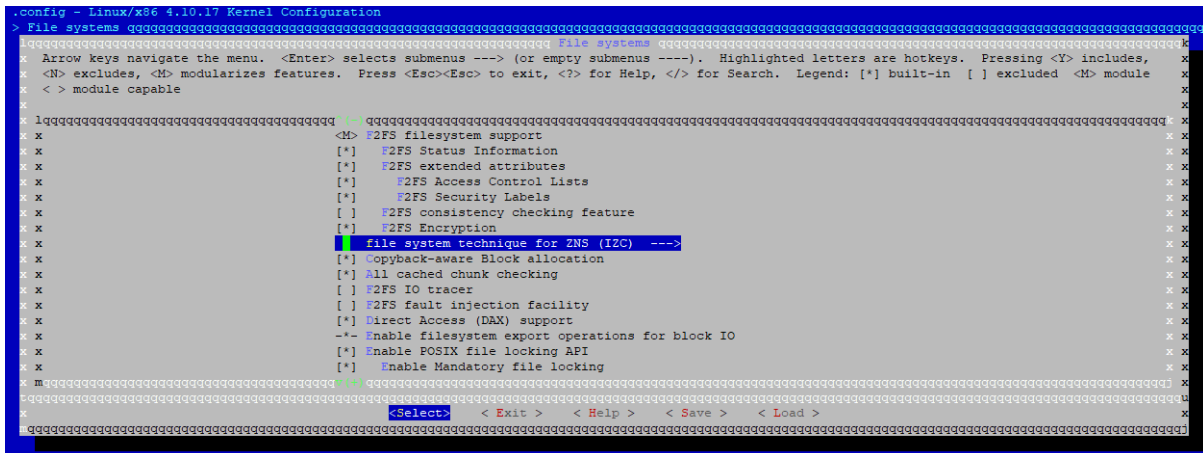 .config - Linux/x86 4.10.17 Kernel Configuration
> File systems
File systems
Arrow keys navigate the menu.  <Enter> selects submenus ---> (or empty submenus ----).  Highlighted letters are hotkeys.  Pressing <Y> includes,
<N> excludes, <M> modularizes features.  Press <Esc><Esc> to exit, <?> for Help, </> for Search.  Legend: [*] built-in  [ ] excluded  <M> module
< > module capable
<M> F2FS filesystem support
[*]   F2FS Status Information
[*]   F2FS extended attributes
[*]     F2FS Access Control Lists
[*]     F2FS Security Labels
[ ]   F2FS consistency checking feature
[*]   F2FS Encryption
file system technique for ZNS (IZC)  --->
[*] Copyback-aware Block allocation
[*] All cached chunk checking
[ ] F2FS IO tracer
[ ] F2FS fault injection facility
[*] Direct Access (DAX) support
-*- Enable filesystem export operations for block IO
[*] Enable POSIX file locking API
[*]   Enable Mandatory file locking
<Select>    < Exit >    < Help >    < Save >    < Load >